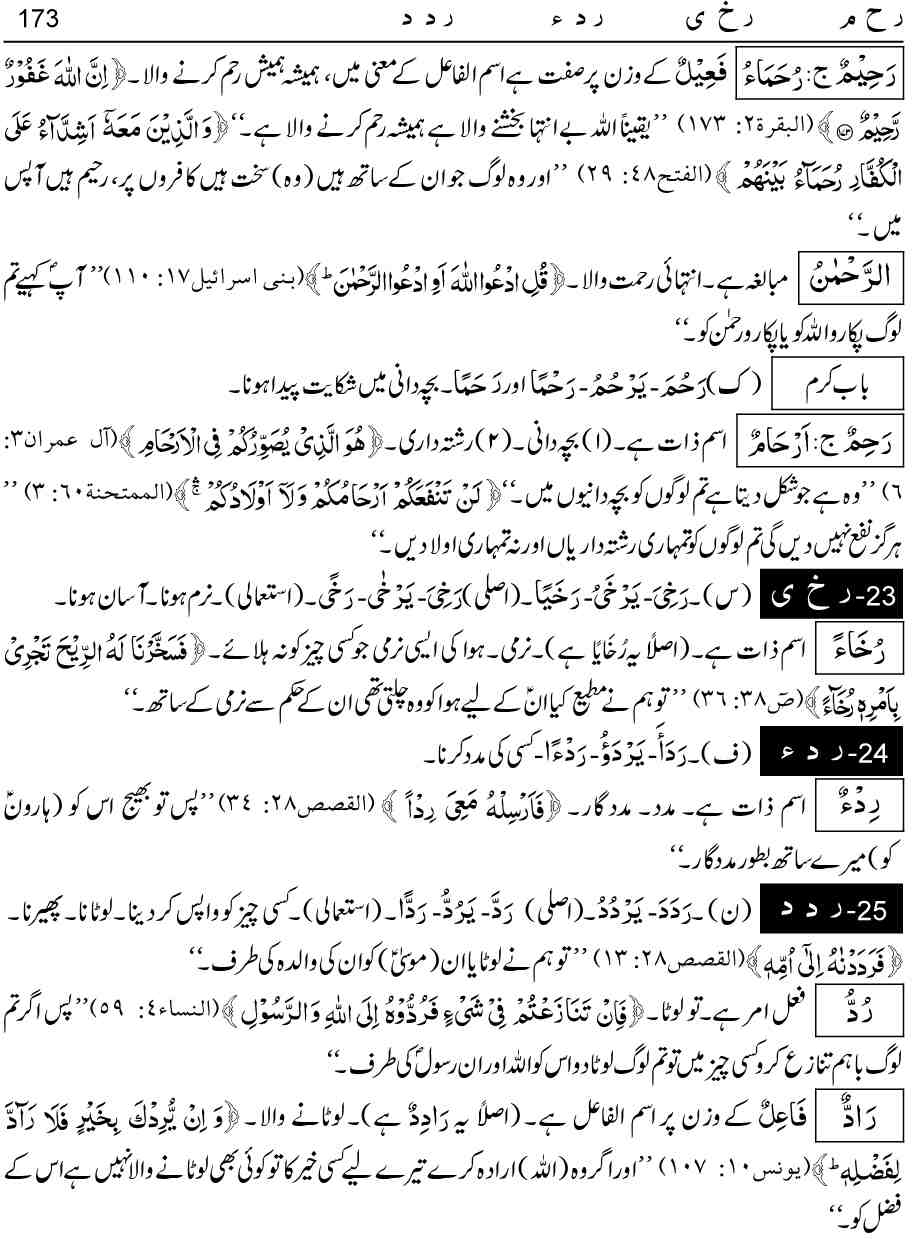 رحم رخی ردء ردد 173
رَحِیْمٌ ج: رُحَمَاءُ فَعِیْلٌ کے وزن پر صفت ہے اسم الفاعل کے معنی میں، ہمیشہ ہمیش رحم کرنے والا۔ ﴿اِنَّ اللّٰہَ غَفُوْرٌ
رَّحِیْمٌ﴾ (البقرۃ۲: ۱۷۳) ’’یقیناً اللہ بے انتہا بخشنے والا ہے ہمیشہ رحم کرنے والا ہے۔‘‘ ﴿وَالَّذِیْنَ مَعَہٗٓ اَشِدَّآءُ عَلَی
الْکُفَّارِ رُحَمَآءُ بَیْنَھُمْ﴾ (الفتح۴۸: ۲۹) ’’اور وہ لوگ جو ان کے ساتھ ہیں (وہ) سخت ہیں کافروں پر، رحیم ہیں آپس
میں۔‘‘
الرَّحْمٰنُ مبالغہ ہے۔ انتہائی رحمت والا۔ ﴿قُلِ ادْعُوا اللّٰہَ اَوِ ادْعُوا الرَّحْمٰنَ ط﴾ (بنی اسرائیل۱۷: ۱۱۰) ’’آپؐ کہیے تم
لوگ پکارو اللہ کو یا پکارو رحمٰن کو۔‘‘
باب کرم (ک) رَحُمَ- یَرْحُمُ- رَحْمًا اور رَحَمًا۔ بچہ دانی میں شکایت پیدا ہونا۔
رَحِمٌ ج: اَرْحَامٌ اسم ذات ہے۔ (۱) بچہ دانی۔ (۲) رشتہ داری۔ ﴿ھُوَ الَّذِیْ یُصَوِّرُکُمْ فِی الْاَرْحَامِ﴾ (آل عمران۳:
۶) ’’وہ ہے جو شکل دیتا ہے تم لوگوں کو بچہ دانیوں میں۔‘‘ ﴿لَنْ تَنْفَعَکُمْ اَرْحَامُکُمْ وَلَآ اَوْلَادُکُمْ﴾ (الممتحنۃ۶۰: ۳) ’’
ہرگز نفع نہیں دیں گی تم لوگوں کو تمہاری رشتہ داریاں اور نہ تمہاری اولادیں۔‘‘
23- رخی (س)۔ رَخِیَ- یَرْخَیُ- رَخَیًا۔ (اصلی) رَخِیَ- یَرْخٰی- رَخًی۔ (استعمالی)۔ نرم ہونا۔ آسان ہونا۔
رُخَاءً اسم ذات ہے۔ (اصلاً یہ رُخَایًا ہے)۔ نرمی۔ ہوا کی ایسی نرمی جو کسی چیز کو نہ ہلائے۔ ﴿فَسَخَّرْنَا لَہُ الرِّیْحَ تَجْرِیْ
بِاَمْرِہٖ رُخَآءً﴾ (صٓ۳۸: ۳۶) ’’تو ہم نے مطیع کیا انؑ کے لیے ہوا کو وہ چلتی تھی ان کے حکم سے نرمی کے ساتھ۔‘‘
24- ردء (ف)۔ رَدَأَ- یَرْدَؤُ- رَدْءًا- کسی کی مدد کرنا۔
رِدْءٌ اسم ذات ہے۔ مدد۔ مددگار۔ ﴿فَاَرْسِلْہُ مَعِیَ رِدْاً﴾ (القصص۲۸: ۳۴) ’’پس تو بھیج اس کو (ہارونؑ
کو) میرے ساتھ بطور مددگار۔‘‘
25- ردد (ن)۔ رَدَدَ- یَرْدُدُ۔ (اصلی) رَدَّ- یَرُدُّ- رَدًّا۔ (استعمالی)۔ کسی چیز کو واپس کر دینا۔ لوٹانا۔ پھیرنا۔
﴿فَرَدَدْنٰہُ اِلٰٓی اُمِّہٖ﴾ (القصص۲۸: ۱۳) ’’تو ہم نے لوٹایا ان (موسیٰؑ) کو ان کی والدہ کی طرف۔‘‘
رُدُّ فعل امر ہے۔ تو لوٹا۔ ﴿فَاِنْ تَنَازَعْتُمْ فِیْ شَیْءٍ فَرُدُّوْہُ اِلَی اللّٰہِ وَالرَّسُوْلِ﴾ (النساء۴: ۵۹) ’’پس اگر تم
لوگ باہم تنازع کرو کسی چیز میں تو تم لوگ لوٹا دو اس کو اللہ اور ان رسولؐ کی طرف۔‘‘
رَادٌّ فَاعِلٌ کے وزن پر اسم الفاعل ہے۔ (اصلاً یہ رَادِدٌ ہے)۔ لوٹانے والا۔ ﴿وَاِنْ یُّرِدْكَ بِخَیْرٍ فَلَا رَآدَّ
لِفَضْلِہٖ ط﴾ (یونس۱۰: ۱۰۷) ’’اور اگر وہ (اللہ) ارادہ کرے تیرے لیے کسی خیر کا تو کوئی بھی لوٹانے والا نہیں ہے اس کے
فضل کو۔‘‘